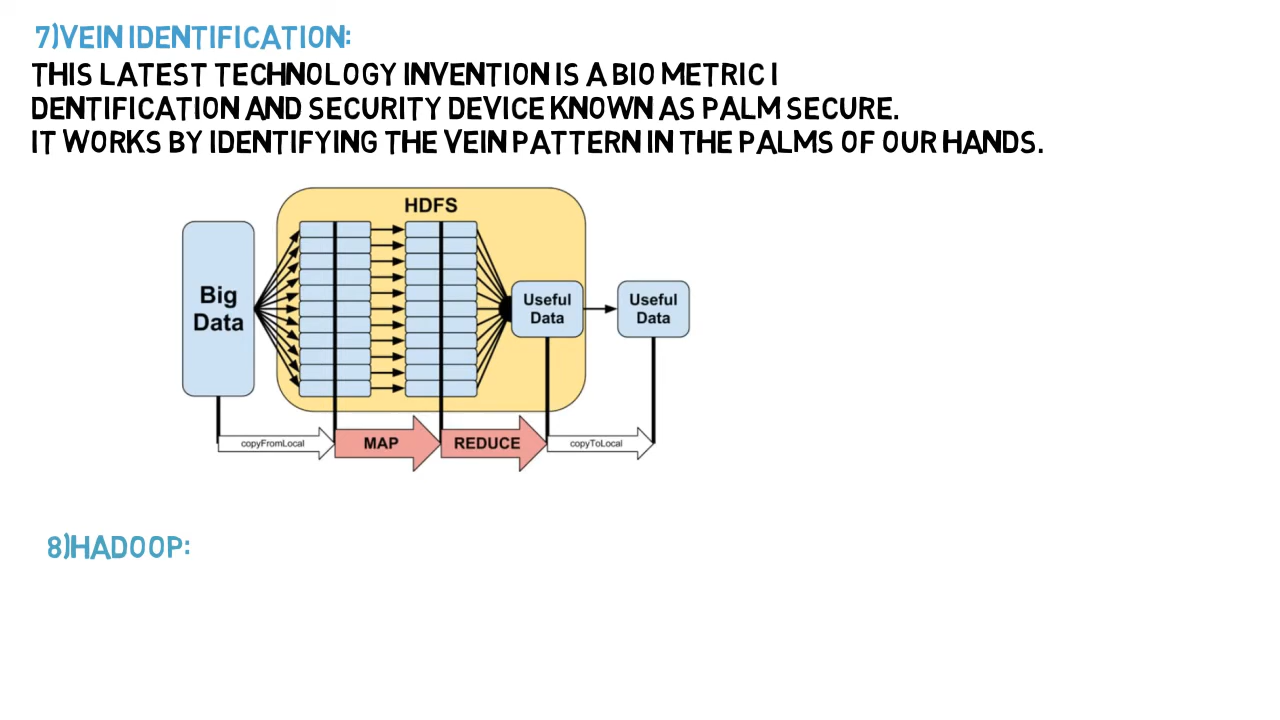 7)VEIN IDENTIFICATION:
THIS LATEST TECHNOLOGY INVENTION IS A BIO METRIC I
DENTIFICATION AND SECURITY DEVICE KNOWN AS PALM SECURE.
IT WORKS BY IDENTIFYING THE VEIN PATTERN IN THE PALMS OF OUR HANDS.
HDFS
Big
Data
Useful
Data
Useful
Data
copyFromLocal
MAP
REDUCE
copyToLocal
8)HADOOP: